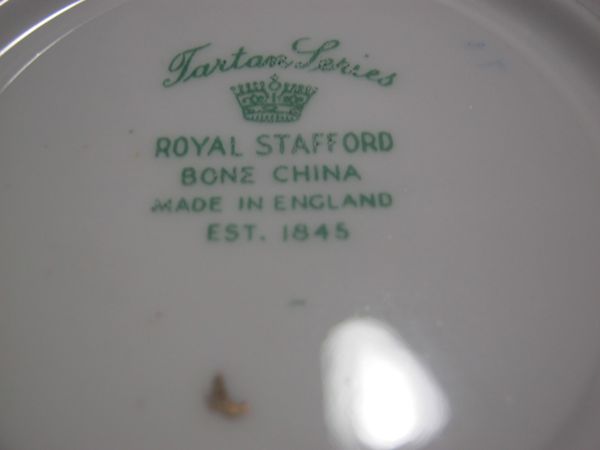 Tartan Series
ROYAL STAFFORD
BONE CHINA
MADE IN ENGLAND
EST. 1845